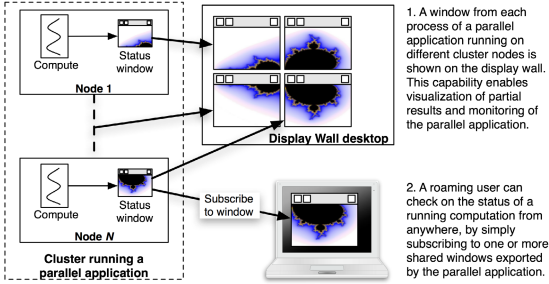 Compute
Status
window
Node 1
Display Wall desktop
Compute
Status
window
Node N
Cluster running a
parallel application
Subscribe
to window
1. A window from each
process of a parallel
application running on
different cluster nodes is
shown on the display wall.
This capability enables
visualization of partial
results and monitoring of
the parallel application.
2. A roaming user can
check on the status of a
running computation from
anywhere, by simply
subscribing to one or more
shared windows exported
by the parallel application.